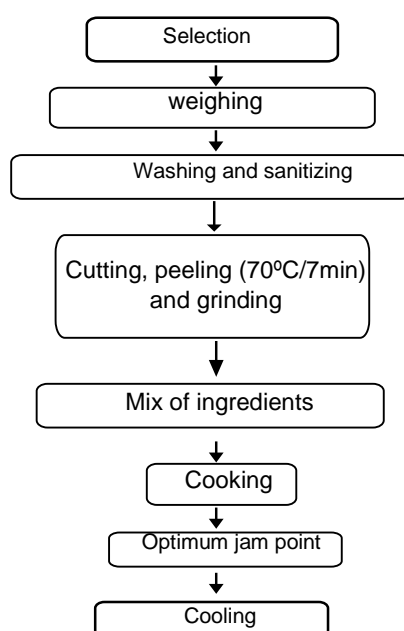 Selection
weighing
Washing and sanitizing
Cutting, peeling (70ºC/7min)
and grinding
Mix of ingredients
Cooking
Optimum jam point
Cooling